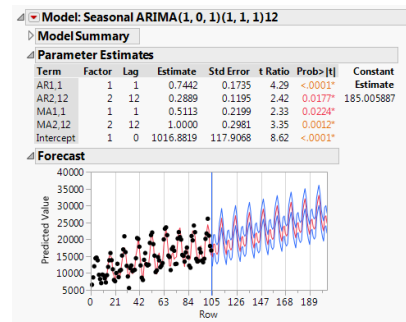 Model: Seasonal ARIMA(1, 0, 1)(1, 1, 1)12
Model Summary
Parameter Estimates
Term Factor Lag Estimate Std Error t Ratio Prob>|t| Constant Estimate
AR1,1 1 1 0.7442 0.1735 4.29 <.0001* 185.005887
AR2,12 2 12 0.2889 0.1195 2.42 0.0177*
MA1,1 1 1 0.5113 0.2199 2.33 0.0224*
MA2,12 2 12 1.0000 0.2981 3.35 0.0012*
Intercept 1 0 1016.8819 117.9068 8.62 <.0001*
Forecast
Predicted Value
40000
35000
30000
25000
20000
15000
10000
5000
0 21 42 63 84 105 126 147 168 189
Row